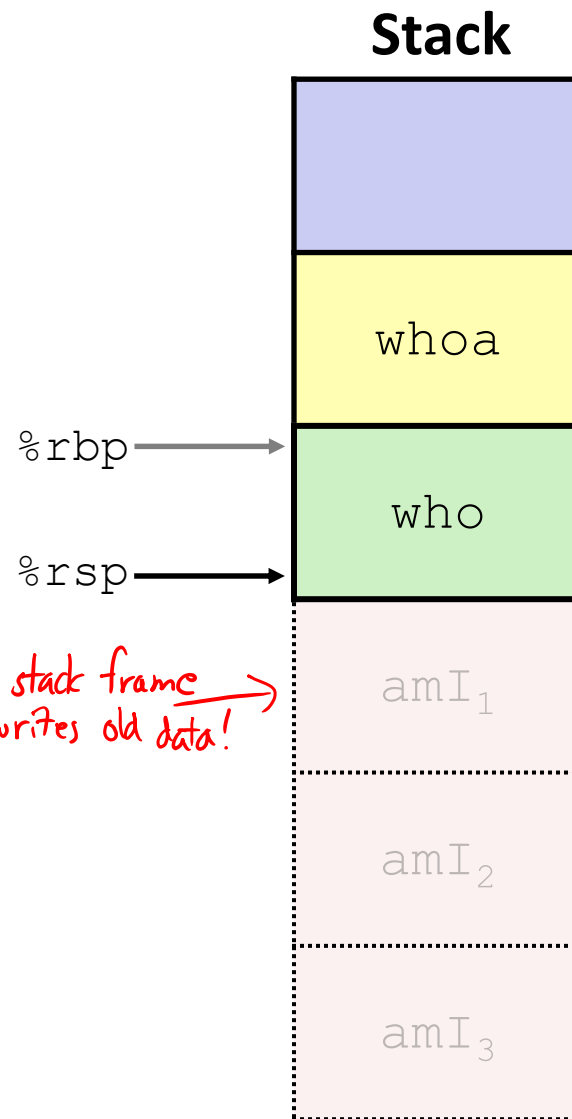 Stack
whoa
%rbp
who
%rsp
stack frame
writes old data!
amI₁
amI₂
amI₃